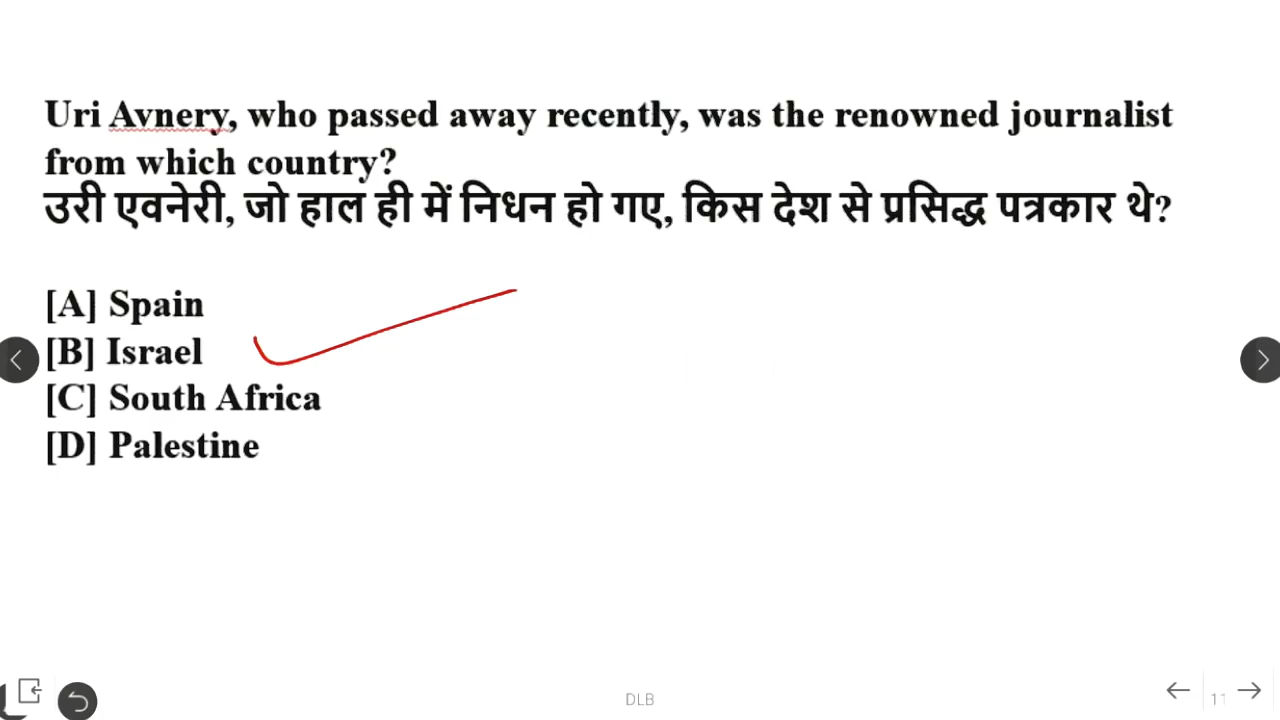 Uri Avnery, who passed away recently, was the renowned journalist
from which country?
उरी एवनेरी, जो हाल ही में निधन हो गए, किस देश से प्रसिद्ध पत्रकार थे?
[A] Spain
[B] Israel
[C] South Africa
[D] Palestine
DLB
11